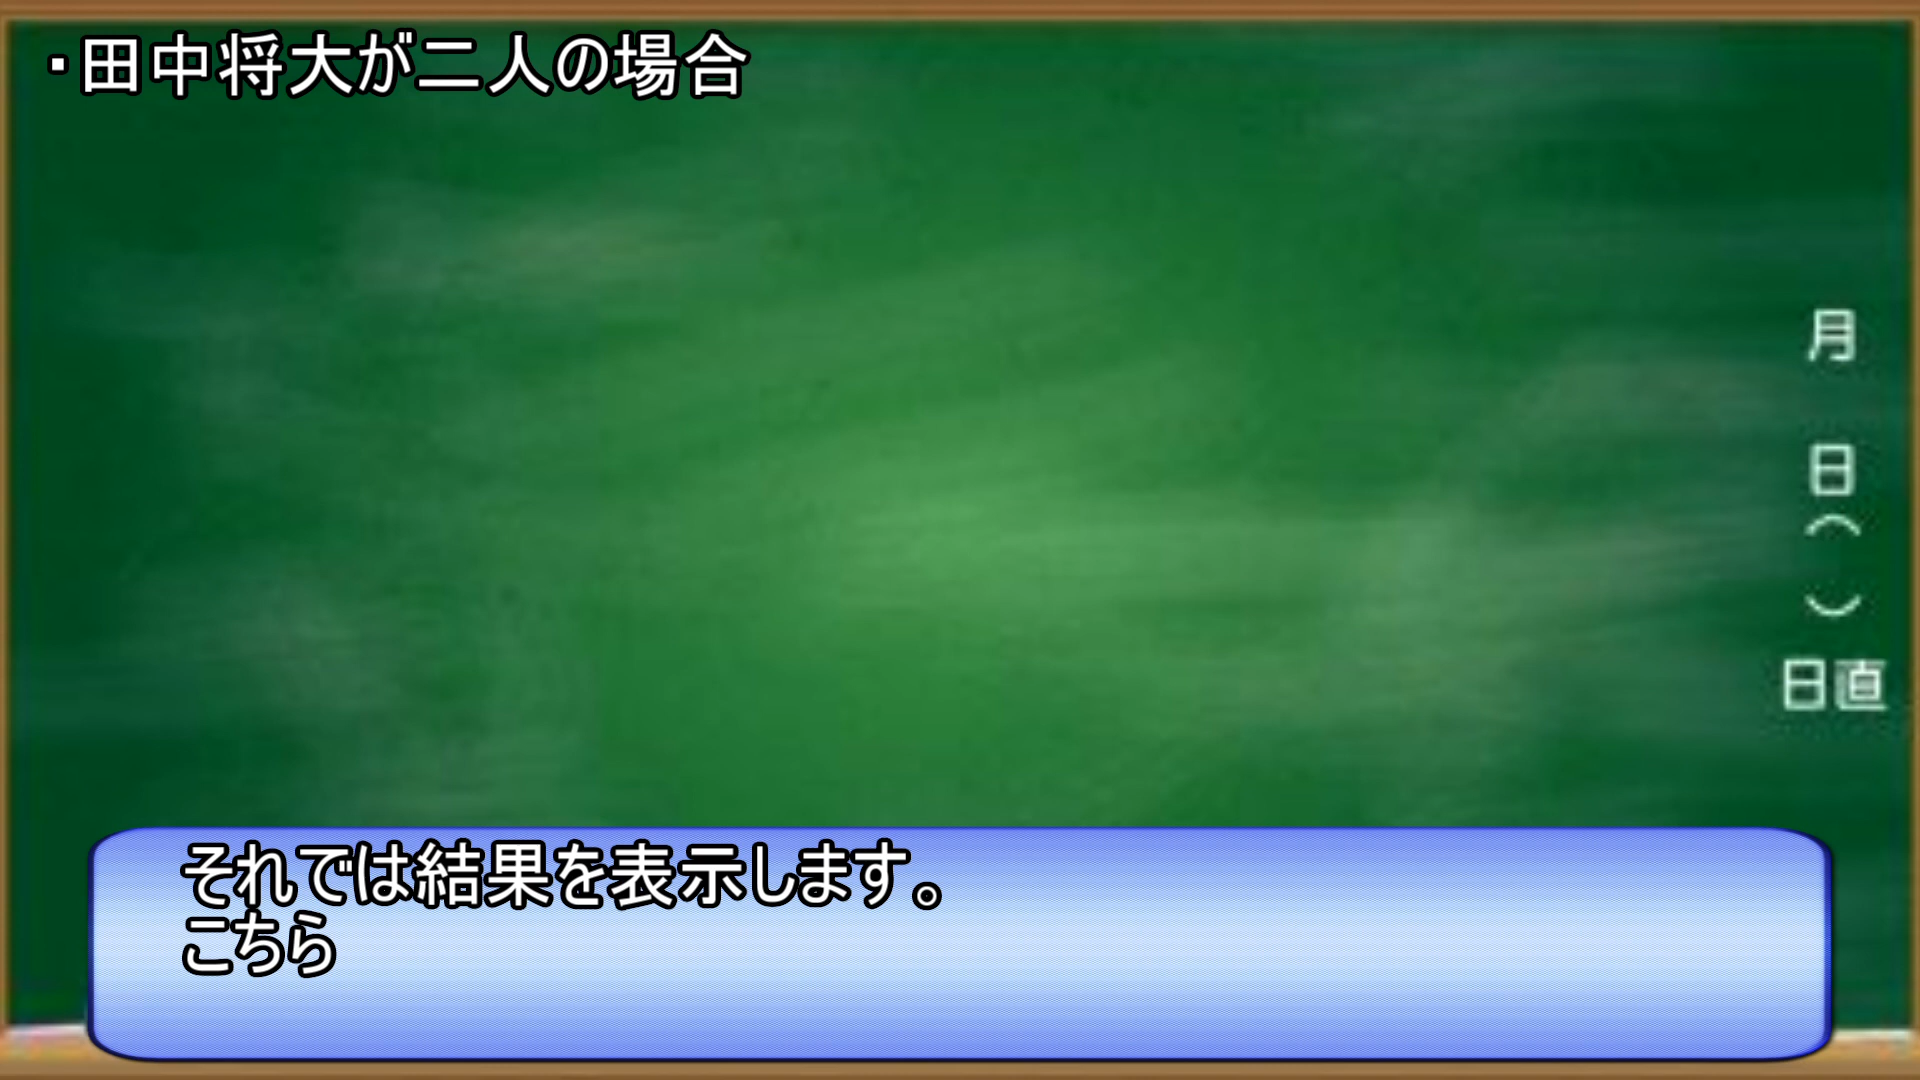 ・田中将大が二人の場合
月
日
（
）
日直
それでは結果を表示します。
こちら